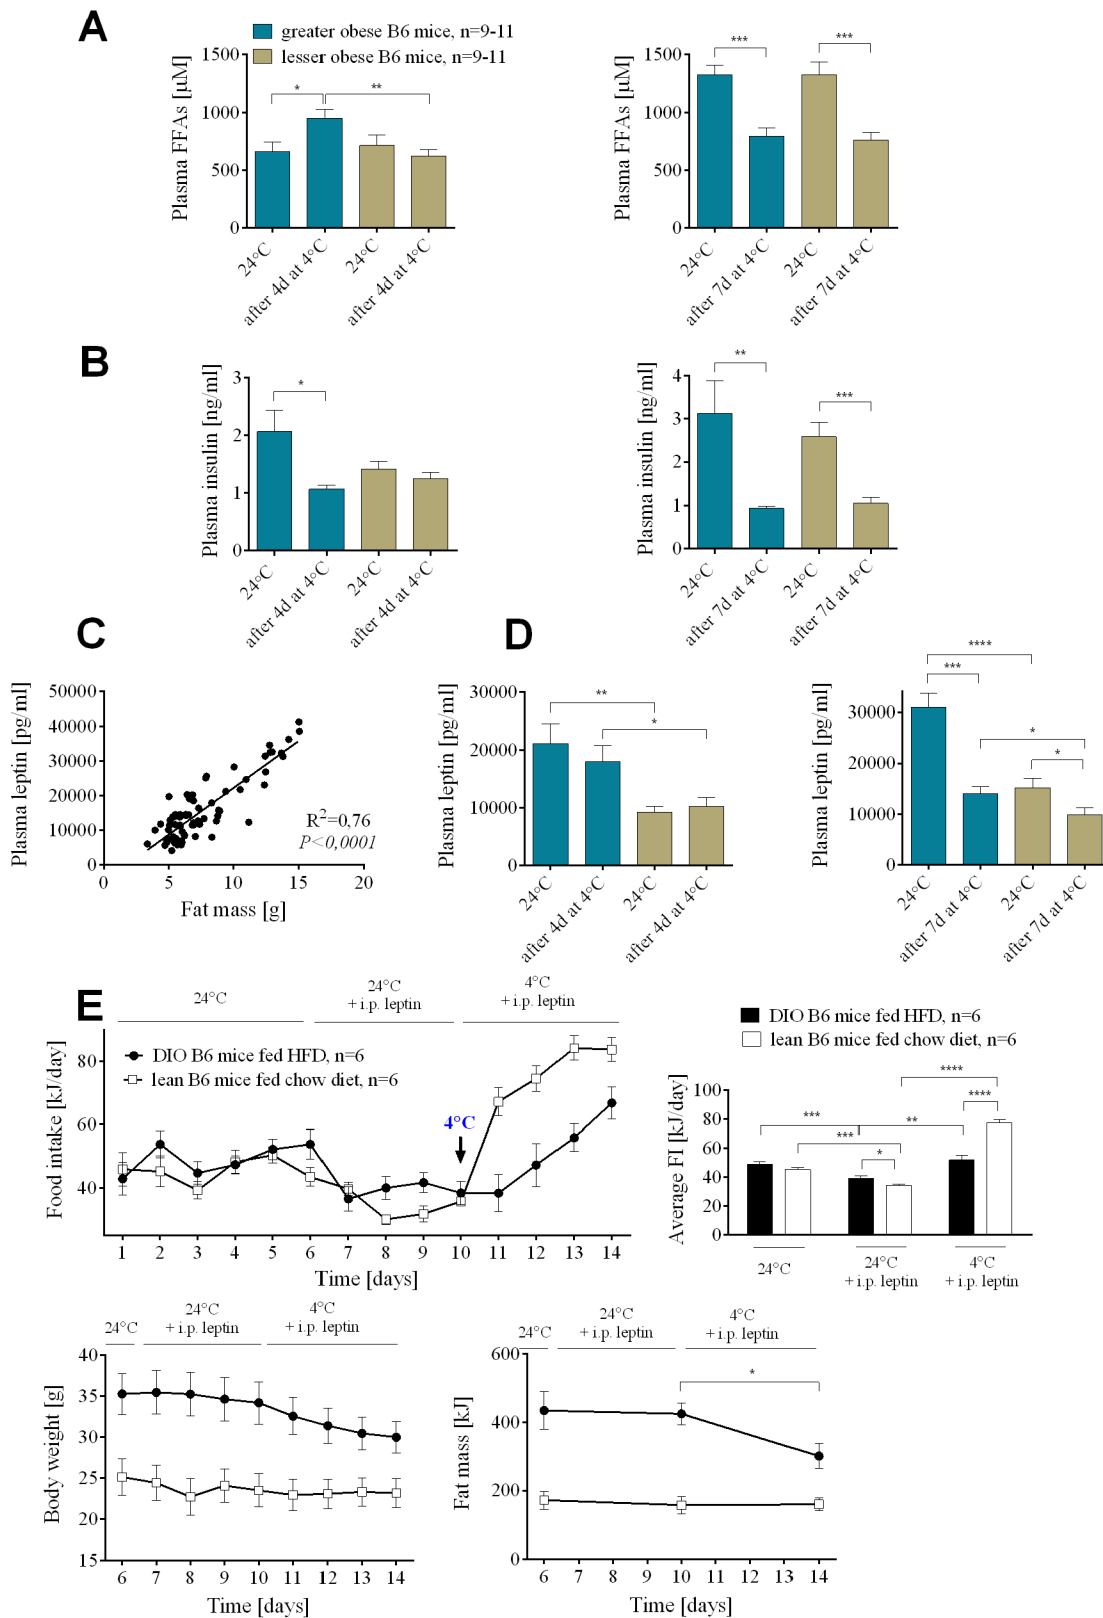 A
greater obese B6 mice, n=9-11
lesser obese B6 mice, n=9-11
Plasma FFAs [µM]
1500
1000
500
0
*
**
24°C
after 4d at 4°C
24°C
after 4d at 4°C
Plasma FFAs [µM]
1500
1000
500
0
***
***
24°C
after 7d at 4°C
24°C
after 7d at 4°C
B
Plasma insulin [ng/ml]
3
2
1
0
*
24°C
after 4d at 4°C
24°C
after 4d at 4°C
Plasma insulin [ng/ml]
4
3
2
1
0
**
***
24°C
after 7d at 4°C
24°C
after 7d at 4°C
C
Plasma leptin [pg/ml]
50000
40000
30000
20000
10000
0
R2=0,76
P<0,0001
0 5 10 15 20
Fat mass [g]
D
Plasma leptin [pg/ml]
30000
20000
10000
0
**
*
24°C
after 4d at 4°C
24°C
after 4d at 4°C
Plasma leptin [pg/ml]
30000
20000
10000
0
****
***
*
*
24°C
after 7d at 4°C
24°C
after 7d at 4°C
E
24°C
24°C
+ i.p. leptin
4°C
+ i.p. leptin
Food intake [kJ/day]
80
60
40
DIO B6 mice fed HFD, n=6
lean B6 mice fed chow diet, n=6
4°C
1 2 3 4 5 6 7 8 9 10 11 12 13 14
Time [days]
DIO B6 mice fed HFD, n=6
lean B6 mice fed chow diet, n=6
Average FI [kJ/day]
100
80
60
40
20
0
****
***
**
****
***
*
24°C
24°C
+ i.p. leptin
4°C
+ i.p. leptin
24°C
24°C
+ i.p. leptin
4°C
+ i.p. leptin
Body weight [g]
40
35
30
25
20
15
6 7 8 9 10 11 12 13 14
Time [days]
24°C
24°C
+ i.p. leptin
4°C
+ i.p. leptin
Fat mass [kJ]
600
400
200
0
*
6 7 8 9 10 11 12 13 14
Time [days]